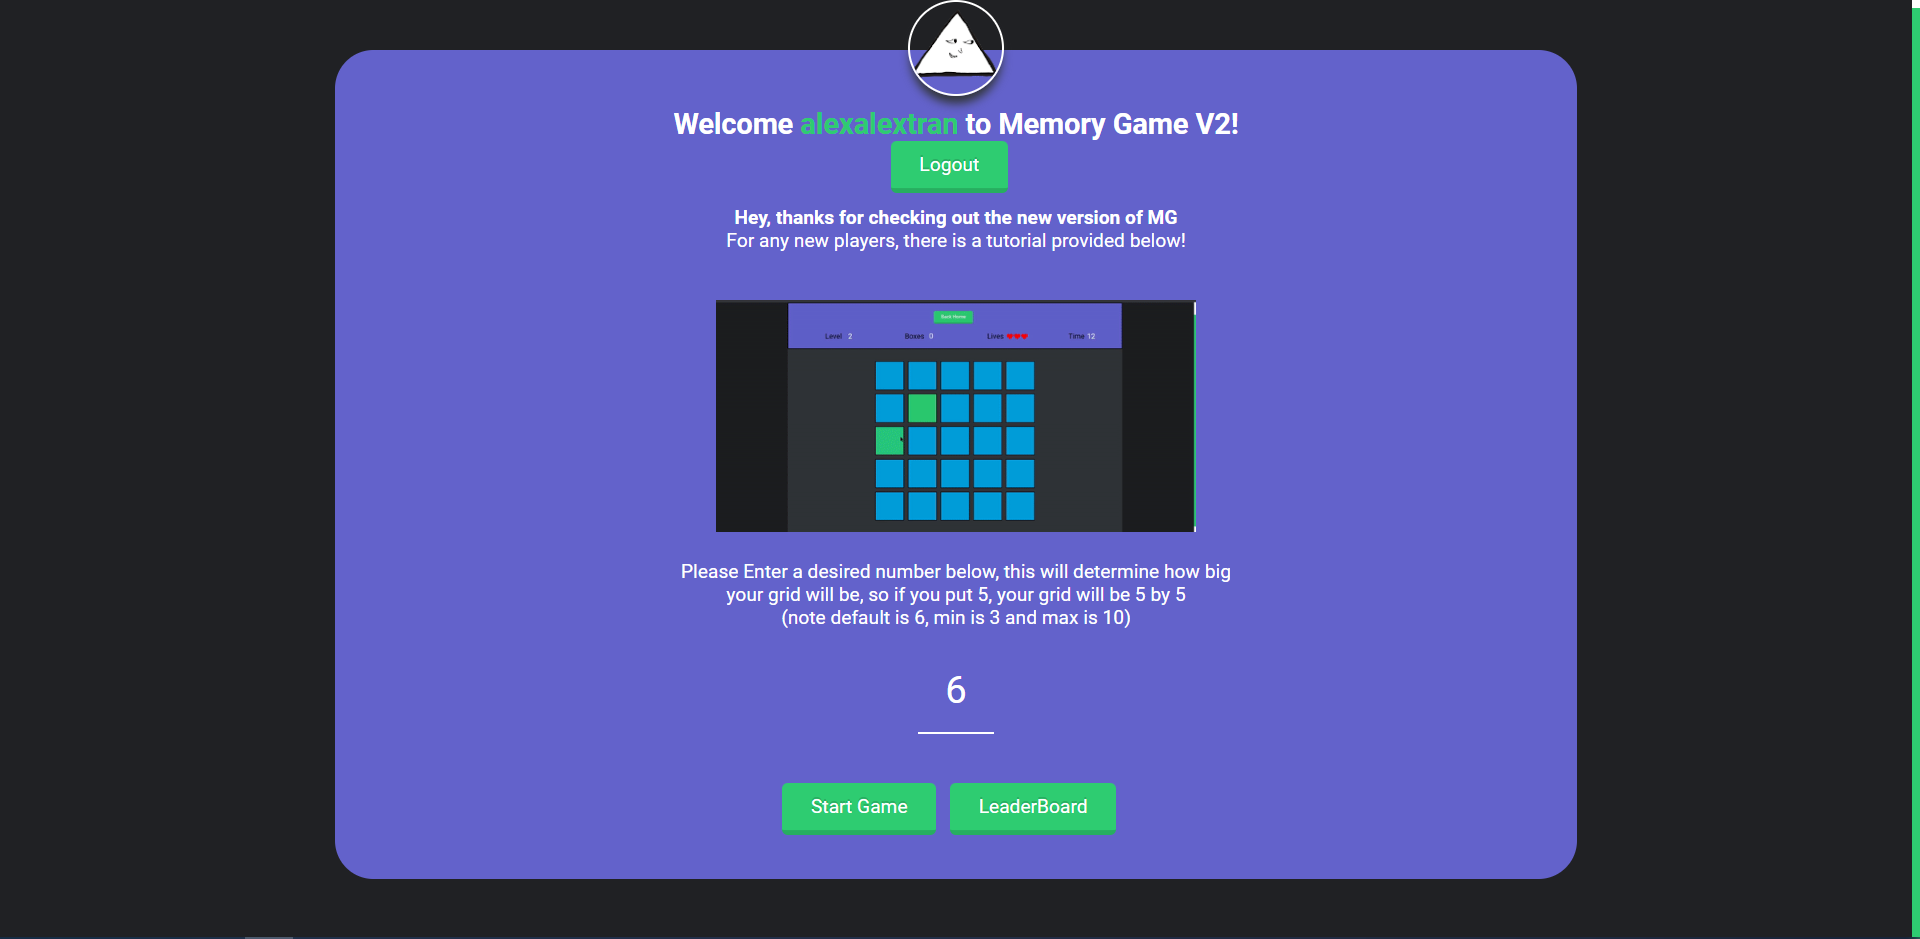 Welcome alexalextran to Memory Game V2!
Logout
Hey, thanks for checking out the new version of MG
For any new players, there is a tutorial provided below!
Back Home
Level 2 Boxes 0 Lives Time 12
Please Enter a desired number below, this will determine how big
your grid will be, so if you put 5, your grid will be 5 by 5
(note default is 6, min is 3 and max is 10)
6
Start Game LeaderBoard